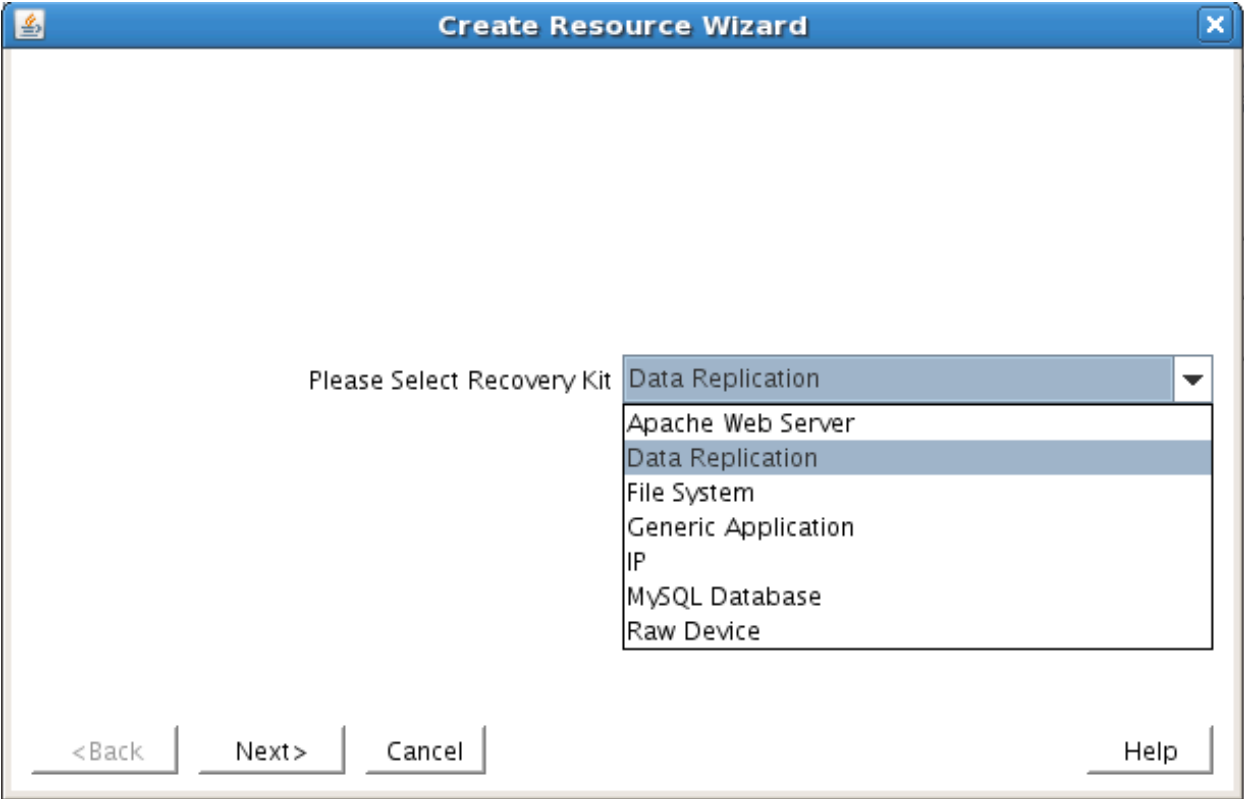 Create Resource Wizard
Please Select Recovery Kit Data Replication
Apache Web Server
Data Replication
File System
Generic Application
IP
MySQL Database
Raw Device
<Back Next> Cancel Help